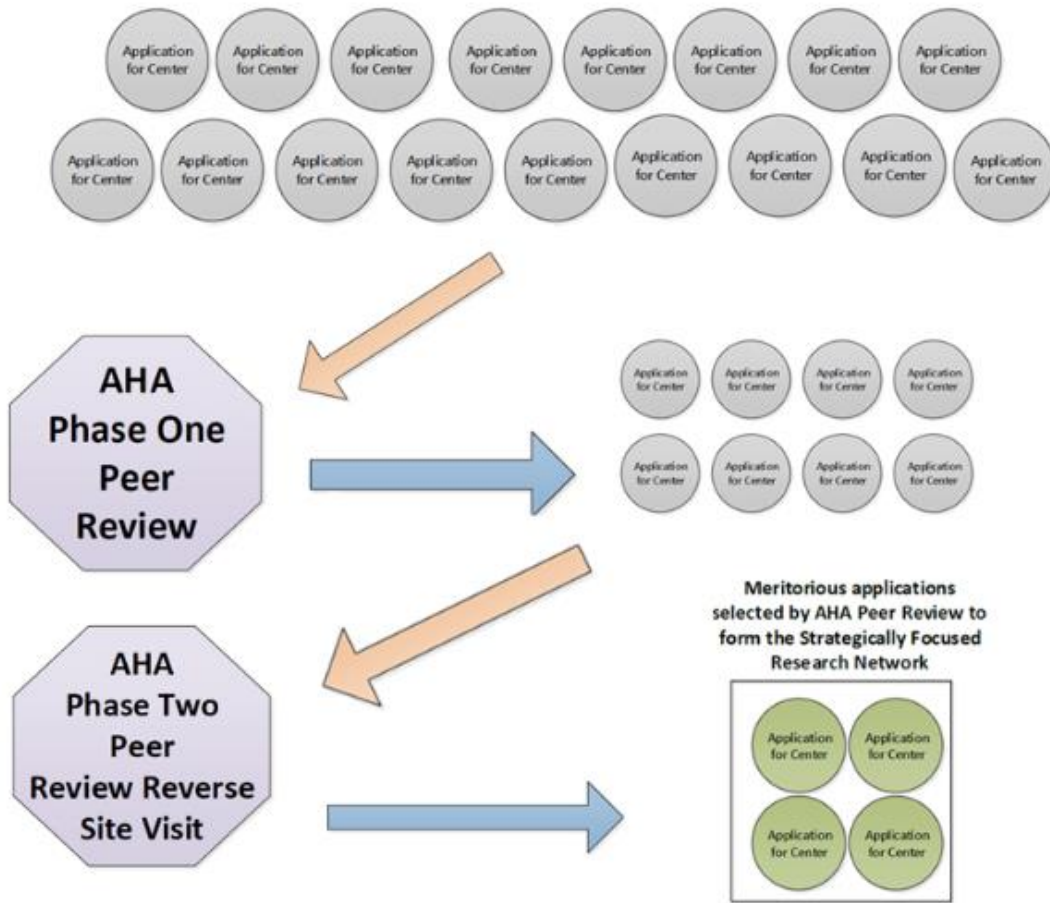 Application
for Center
Application
for Center
Application
for Center
Application
for Center
Application
for Center
Application
for Center
Application
for Center
Application
for Center
Application
for Center
Application
for Center
Application
for Center
Application
for Center
Application
for Center
Application
for Center
Application
for Center
Application
for Center
Application
for Center
AHA
Phase One
Peer
Review
Application
for Center
Application
for Center
Application
for Center
Application
for Center
Application
for Center
Application
for Center
Application
for Center
Application
for Center
AHA
Phase Two
Peer
Review Reverse
Site Visit
Meritorious applications
selected by AHA Peer Review to
form the Strategically Focused
Research Network
Application
for Center
Application
for Center
Application
for Center
Application
for Center